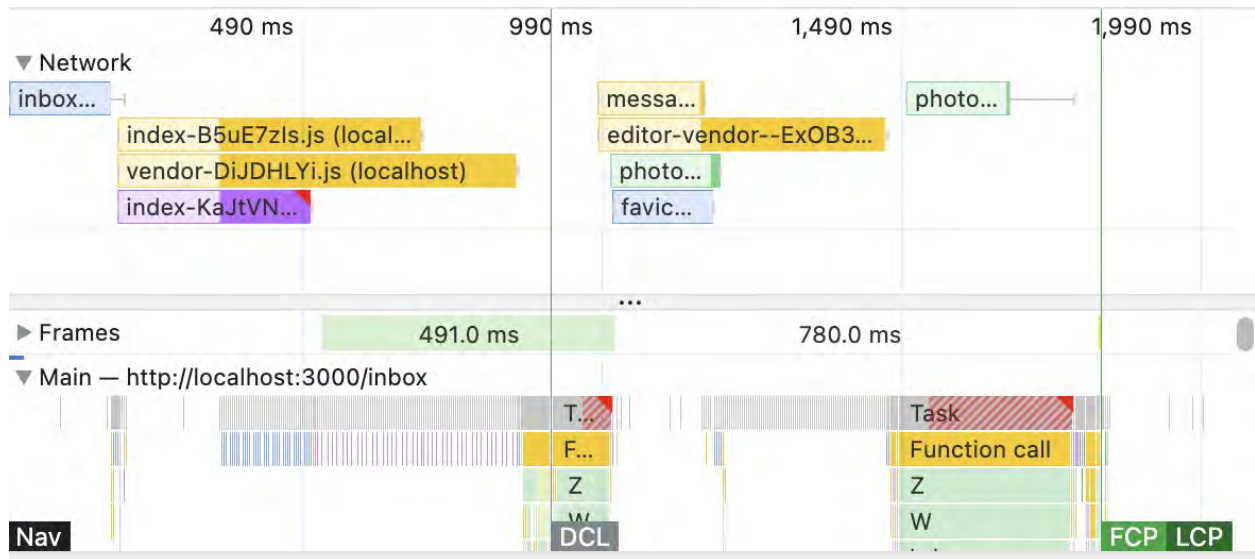 490 ms 990 ms 1,490 ms 1,990 ms
▼ Network
inbox... messa... photo...
index-B5uE7zIs.js (local... editor-vendor--ExOB3...
vendor-DiJDHLYi.js (localhost) photo...
index-KaJtVN... favic...
...
▶ Frames 491.0 ms 780.0 ms
▼ Main — http://localhost:3000/inbox
T... Task
F... Function call
Z Z
W W
Nav DCL FCP LCP